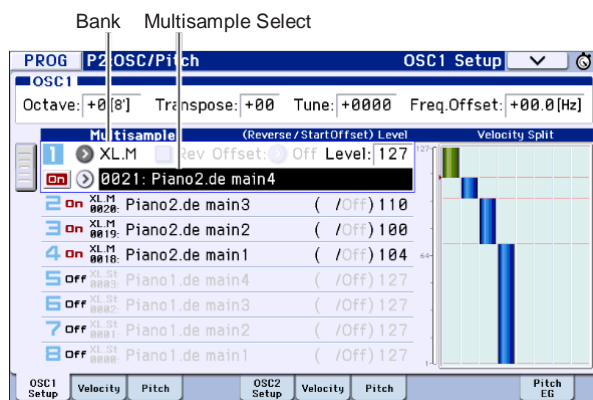 Bank Multisample Select
PROG P2:OSC/Pitch OSC1 Setup
OSC1
Octave: +0[8'] Transpose: +00 Tune: +0000 Freq.Offset: +00.0[Hz]
Multisample (Reverse/StartOffset) Level Velocity Split
1 XL.M Rev Offset: Off Level: 127
On 0021: Piano2.de main4
2 On XL.M 0020: Piano2.de main3 ( /Off) 110
3 On XL.M 0019: Piano2.de main2 ( /Off) 100
4 On XL.M 0018: Piano2.de main1 ( /Off) 104
5 Off XL.St 0003: Piano1.de main4 ( /Off) 127
6 Off XL.St 0002: Piano1.de main3 ( /Off) 127
7 Off XL.St 0001: Piano1.de main2 ( /Off) 127
8 Off XL.St 0000: Piano1.de main1 ( /Off) 127
127
64
1
OSC1 Setup Velocity Pitch OSC2 Setup Velocity Pitch Pitch EG